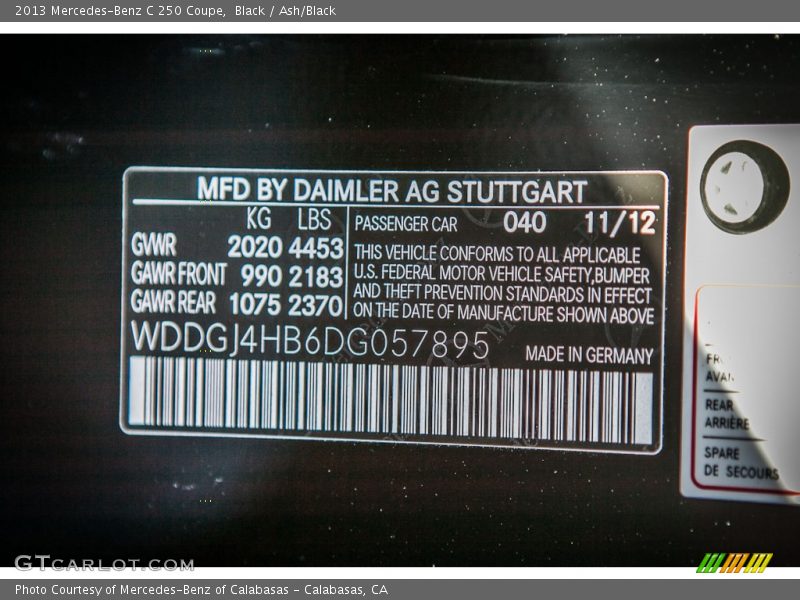 2013 Mercedes-Benz C 250 Coupe, Black / Ash/Black
MFD BY DAIMLER AG STUTTGART
KG LBS
GVWR 2020 4453
GAWR FRONT 990 2183
GAWR REAR 1075 2370
PASSENGER CAR 040 11/12
THIS VEHICLE CONFORMS TO ALL APPLICABLE
U.S. FEDERAL MOTOR VEHICLE SAFETY,BUMPER
AND THEFT PREVENTION STANDARDS IN EFFECT
ON THE DATE OF MANUFACTURE SHOWN ABOVE
WDDGJ4HB6DG057895
MADE IN GERMANY
REAR
ARRIÈRE
SPARE
DE SECOURS
GTcarlot.com
Photo Courtesy of Mercedes-Benz of Calabasas - Calabasas, CA